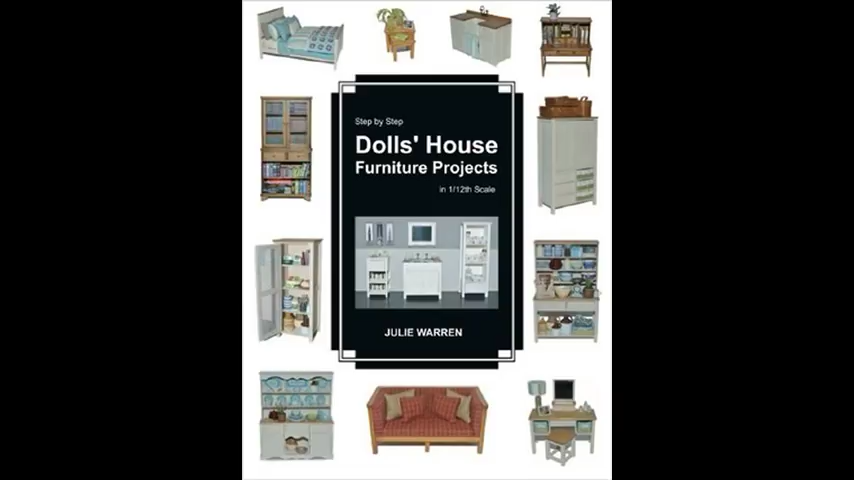 Step by Step
Dolls' House
Furniture Projects
in 1/12th Scale
JULIE WARREN